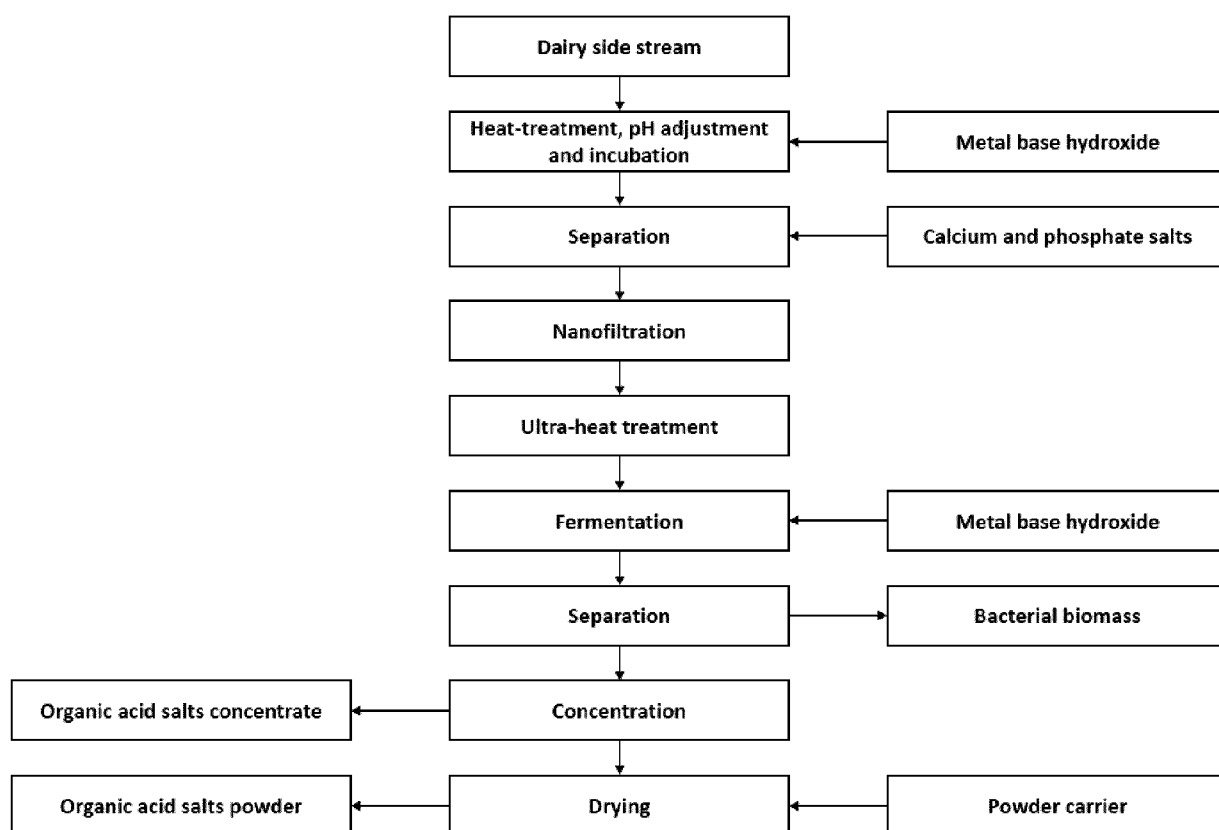 Dairy side stream
Heat-treatment, pH adjustment
and incubation
Metal base hydroxide
Separation
Calcium and phosphate salts
Nanofiltration
Ultra-heat treatment
Fermentation
Metal base hydroxide
Separation
Bacterial biomass
Organic acid salts concentrate
Concentration
Organic acid salts powder
Drying
Powder carrier